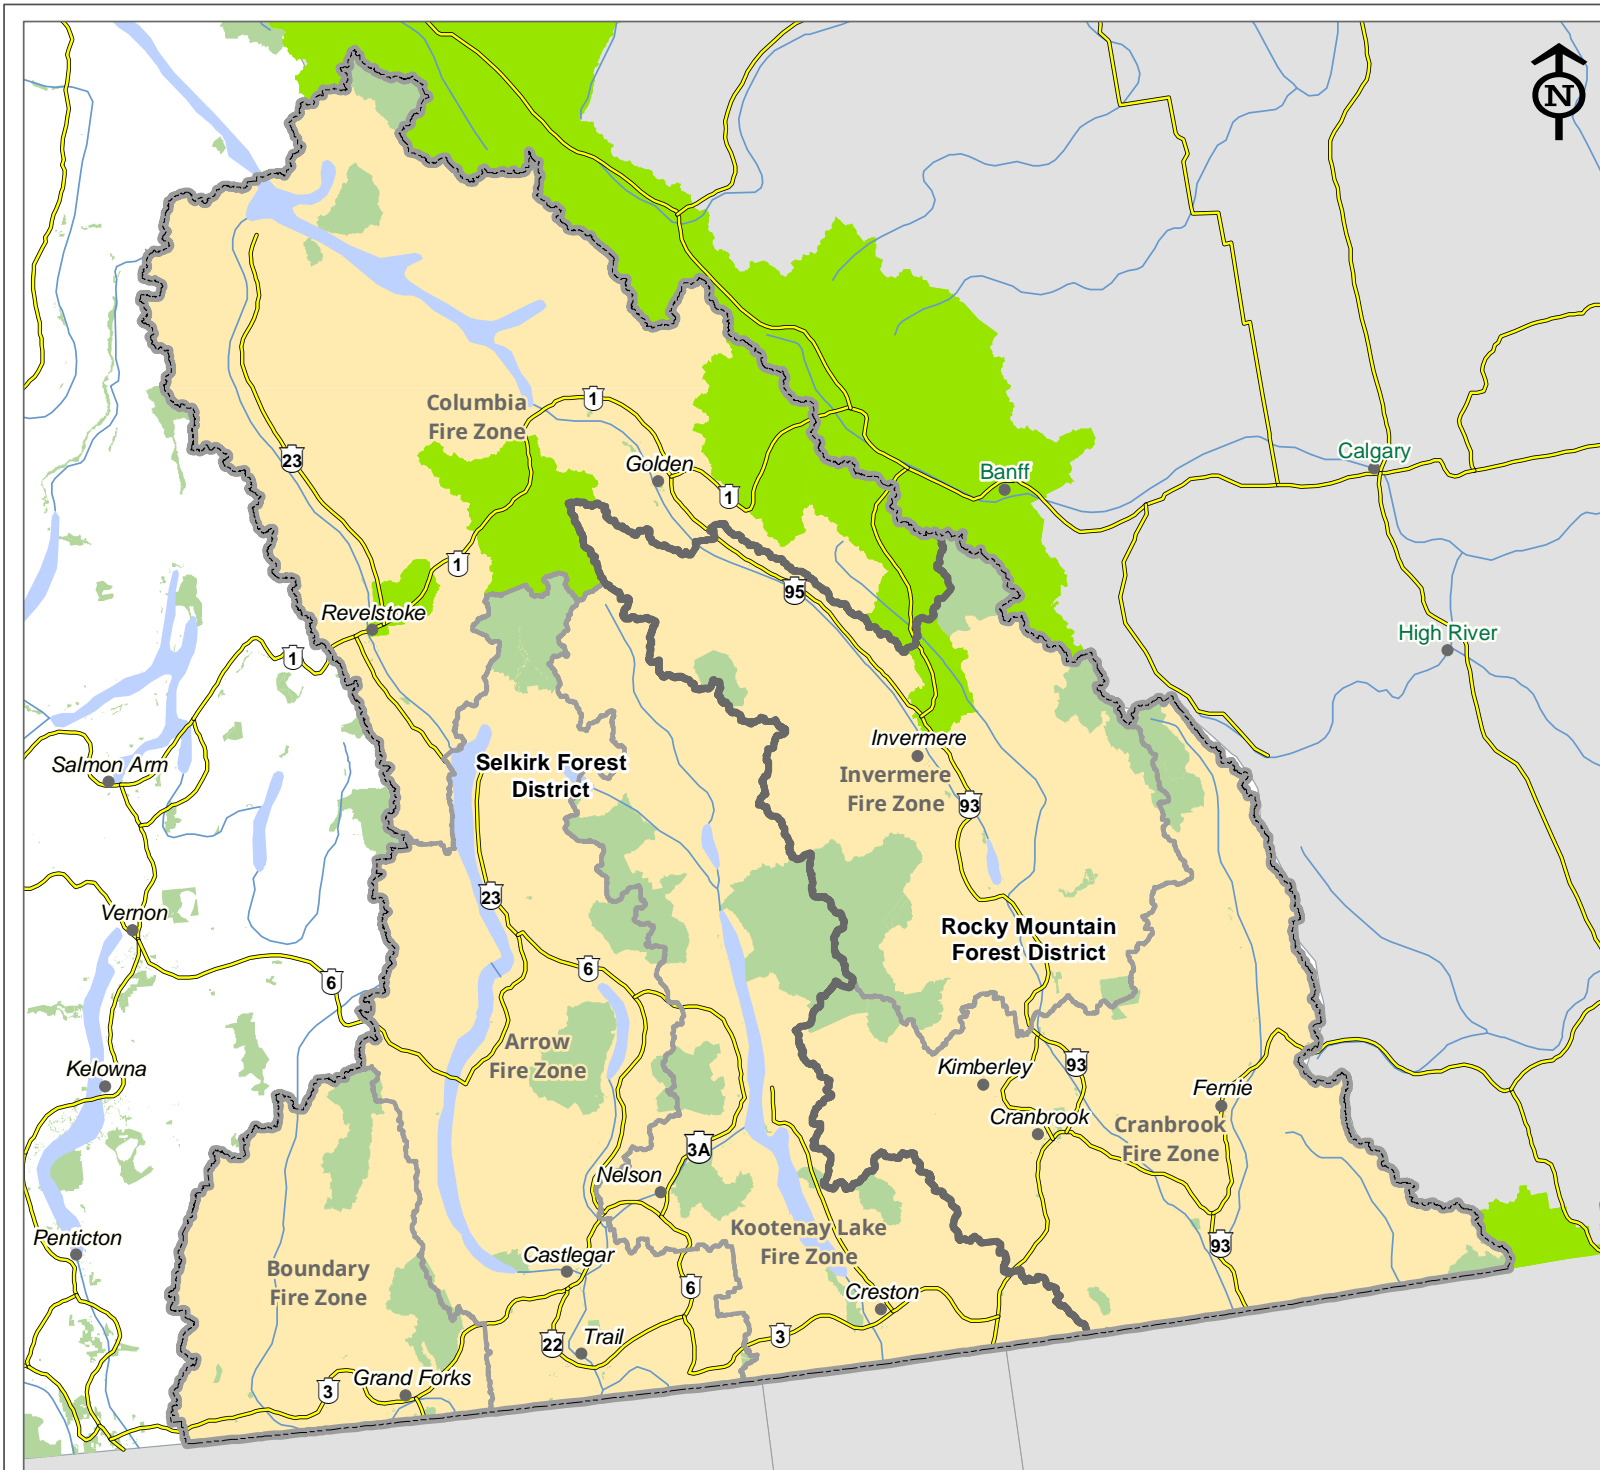 N
1
Columbia
Fire Zone
23
Golden
Calgary
Banff
1
1
95
Revelstoke
High River
1
Invermere
Salmon Arm
Selkirk Forest
District
Invermere
Fire Zone
93
23
Vernon
Rocky Mountain
Forest District
6
6
Arrow
Fire Zone
Kelowna
Kimberley
93
Fernie
Cranbrook
Cranbrook
Fire Zone
3A
Nelson
Penticton
Kootenay Lake
Fire Zone
93
Castlegar
Boundary
Fire Zone
6
Creston
22
Trail
3
Grand Forks
3